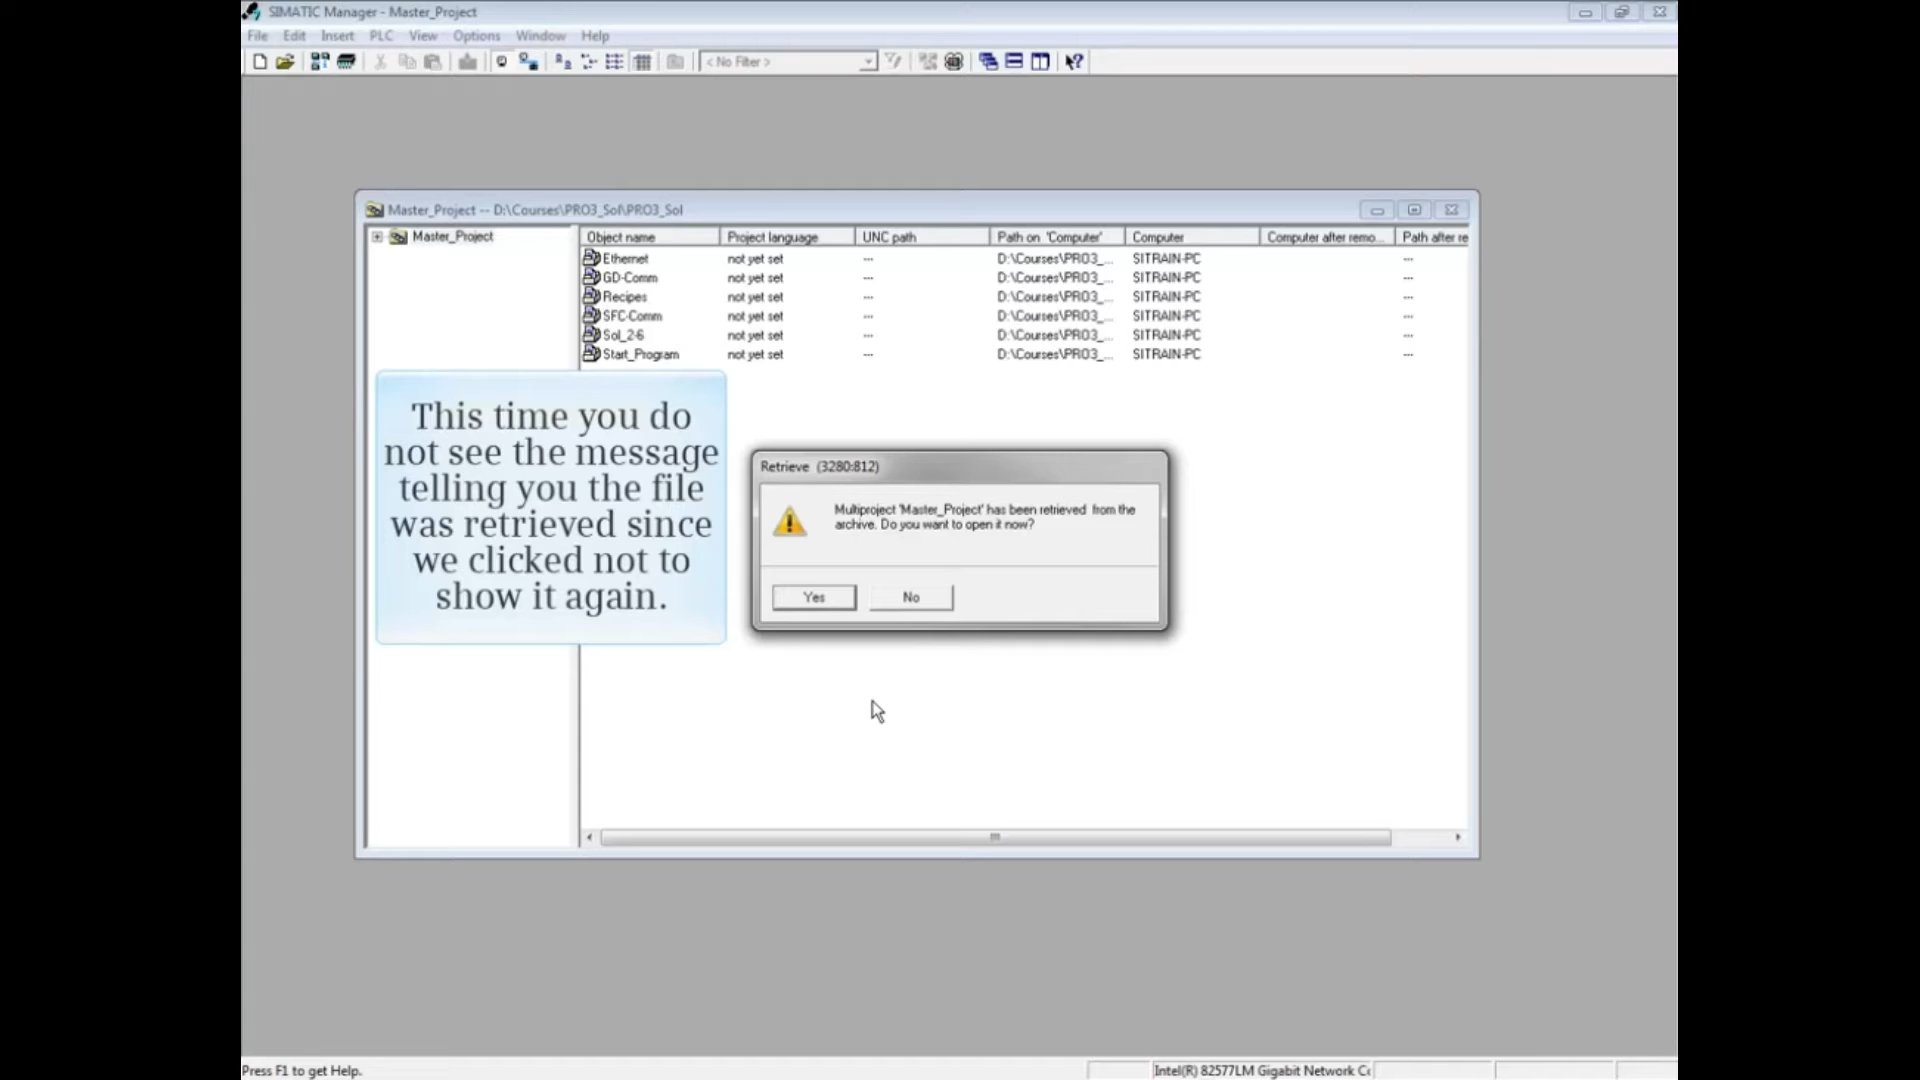 SIMATIC Manager - Master_Project
File Edit Insert PLC View Options Window Help
< No Filter >
Master_Project -- D:\Courses\PRO3_Sol\PRO3_Sol
Master_Project
Object name Project language UNC path Path on 'Computer' Computer Computer after remo... Path after re
Ethernet not yet set --- D:\Courses\PRO3_... SITRAIN-PC ---
GD-Comm not yet set --- D:\Courses\PRO3_... SITRAIN-PC ---
Recipes not yet set --- D:\Courses\PRO3_... SITRAIN-PC ---
SFC-Comm not yet set --- D:\Courses\PRO3_... SITRAIN-PC ---
Sol_2-6 not yet set --- D:\Courses\PRO3_... SITRAIN-PC ---
Start_Program not yet set --- D:\Courses\PRO3_... SITRAIN-PC ---
This time you do
not see the message
telling you the file
was retrieved since
we clicked not to
show it again.
Retrieve (3280:812)
Multiproject 'Master_Project' has been retrieved from the
archive. Do you want to open it now?
Yes No
Press F1 to get Help.
Intel(R) 82577LM Gigabit Network Cc